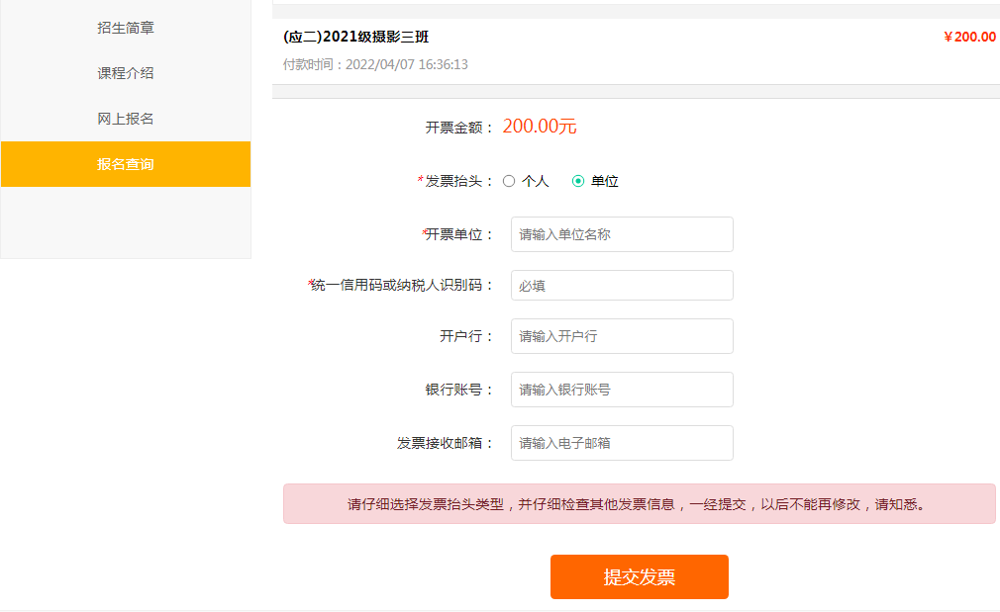 招生简章
课程介绍
网上报名
报名查询
(应二)2021级摄影三班
￥200.00
付款时间：2022/04/07 16:36:13
开票金额： 200.00元
*发票抬头： 个人 单位
*开票单位： 请输入单位名称
*统一信用码或纳税人识别码： 必填
开户行： 请输入开户行
银行账号： 请输入银行账号
发票接收邮箱： 请输入电子邮箱
请仔细选择发票抬头类型，并仔细检查其他发票信息，一经提交，以后不能再修改，请知悉。
提交发票